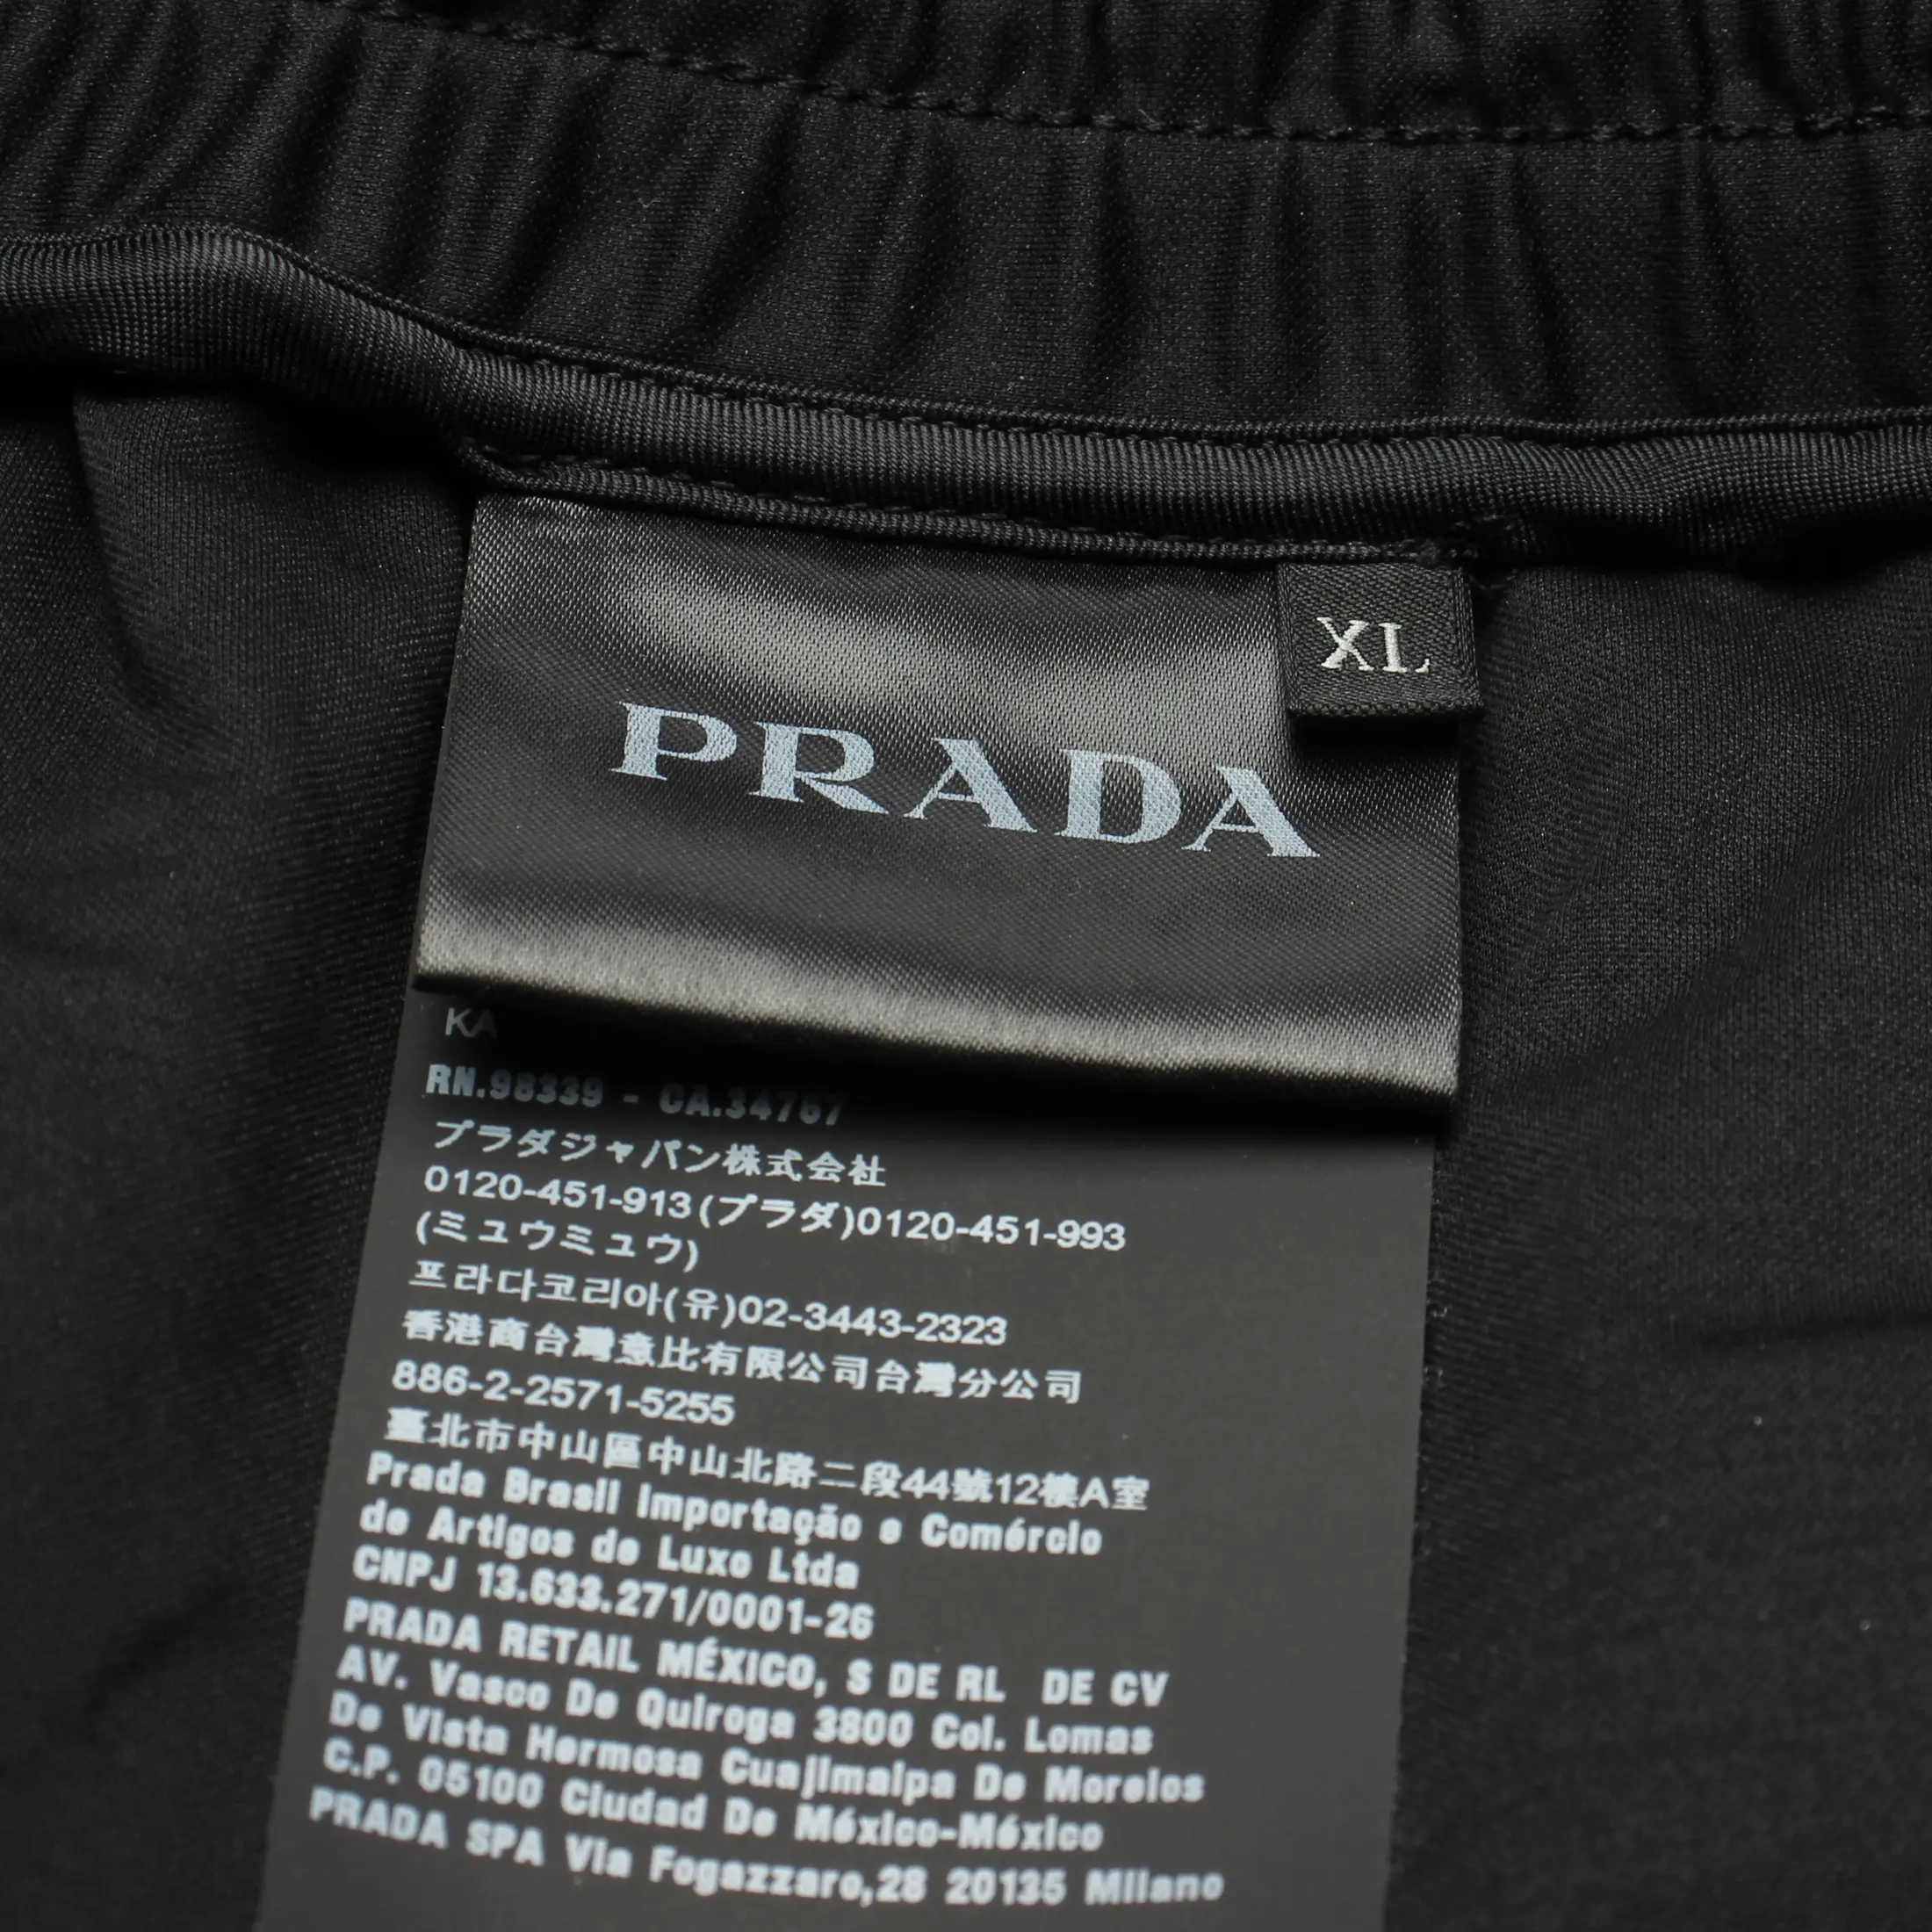 XL
PRADA
KA
RN.98339 - CA.34767
プラダジャパン株式会社
0120-451-913(プラダ)0120-451-993
(ミュウミュウ)
프라다코리아(유)02-3443-2323
香港商台灣意比有限公司台灣分公司
886-2-2571-5255
臺北市中山區中山北路二段44號12樓A室
Prada Brasil Importação e Comércio
de Artigos de Luxo Ltda
CNPJ 13.633.271/0001-26
PRADA RETAIL MÉXICO, S DE RL DE CV
AV. Vasco De Quiroga 3800 Col. Lomas
De Vista Hermosa Cuajimalpa De Morelos
C.P. 05100 Ciudad De México-México
PRADA SPA Via Fogazzaro,28 20135 Milano